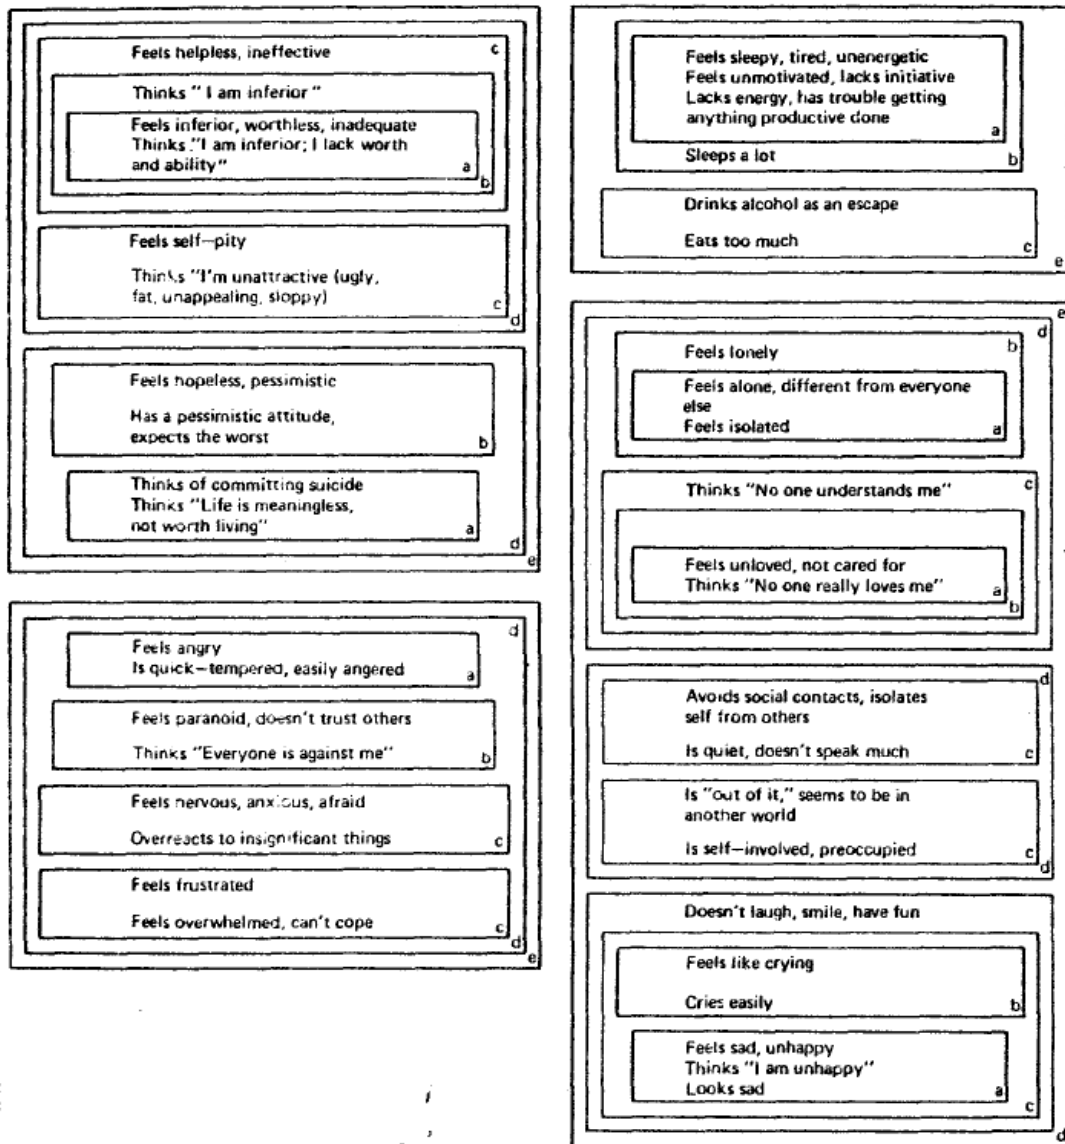 Feels helpless, ineffective
c
Thinks " I am inferior "
Feels inferior, worthless, inadequate
Thinks "I am inferior; I lack worth
and ability"
a
b
Feels self—pity
Thinks "I'm unattractive (ugly,
fat, unappealing, sloppy)
c
d
Feels hopeless, pessimistic
Has a pessimistic attitude,
expects the worst
b
Thinks of committing suicide
Thinks "Life is meaningless,
not worth living"
a
d
e
d
Feels angry
Is quick—tempered, easily angered
a
Feels paranoid, doesn't trust others
Thinks "Everyone is against me"
b
Feels nervous, anxious, afraid
Overreacts to insignificant things
c
Feels frustrated
Feels overwhelmed, can't cope
c
d
e
Feels sleepy, tired, unenergetic
Feels unmotivated, lacks initiative
Lacks energy, has trouble getting
anything productive done
a
Sleeps a lot
b
Drinks alcohol as an escape
Eats too much
c
e
e
d
b
Feels lonely
Feels alone, different from everyone
else
Feels isolated
a
Thinks "No one understands me"
c
b
Feels unloved, not cared for
Thinks "No one really loves me"
a
b
d
Avoids social contacts, isolates
self from others
Is quiet, doesn't speak much
c
Is "out of it," seems to be in
another world
Is self—involved, preoccupied
c
d
Doesn't laugh, smile, have fun
Feels like crying
Cries easily
b
Feels sad, unhappy
Thinks "I am unhappy"
Looks sad
a
c
d